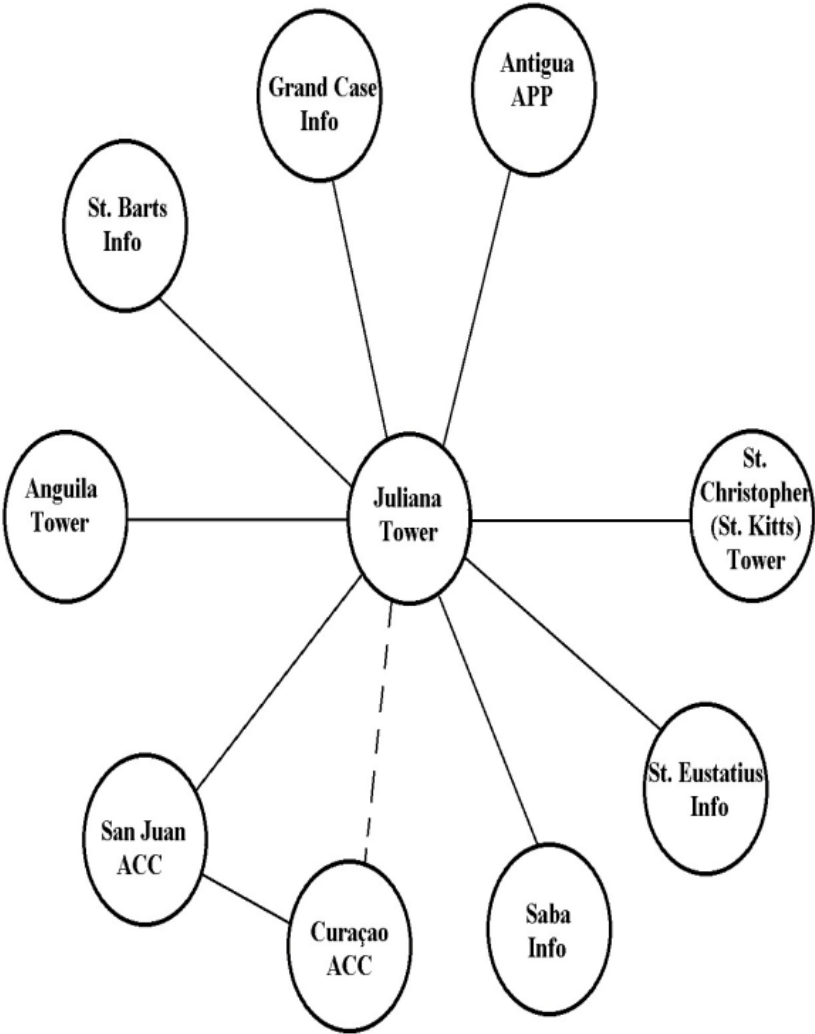 Grand Case
Info
Antigua
APP
St. Barts
Info
Anguila
Tower
Juliana
Tower
St.
Christopher
(St. Kitts)
Tower
St. Eustatius
Info
San Juan
ACC
Curaçao
ACC
Saba
Info